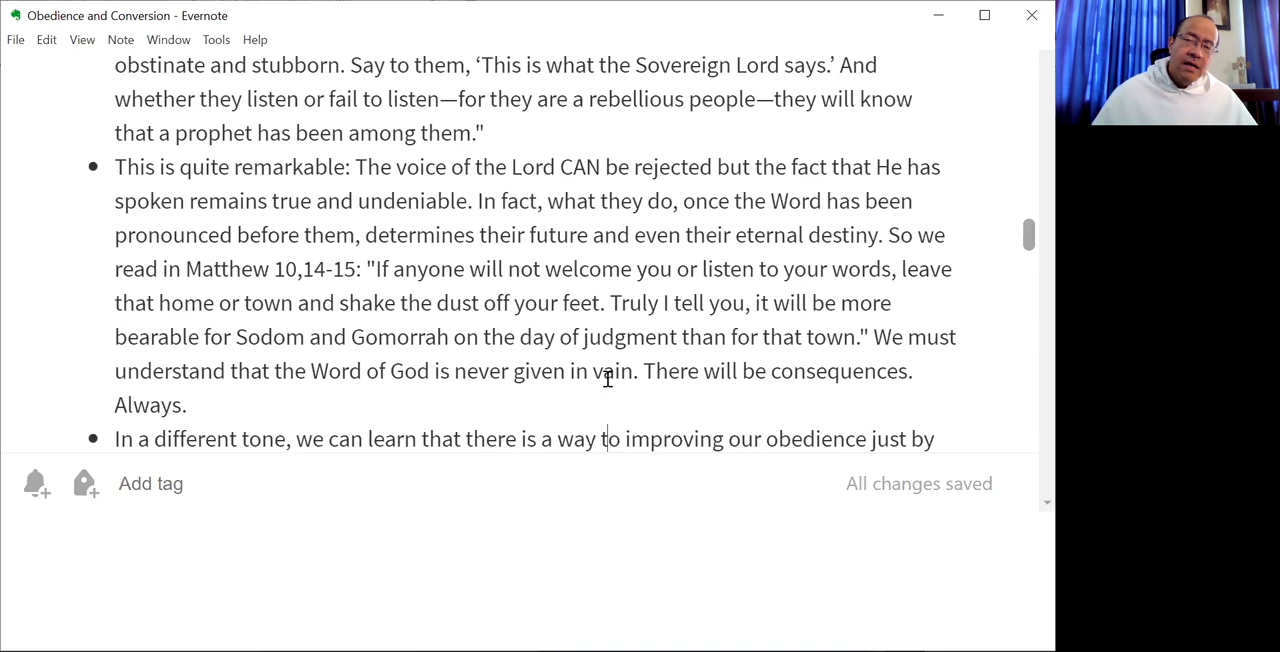 Obedience and Conversion - Evernote
File Edit View Note Window Tools Help
obstinate and stubborn. Say to them, ‘This is what the Sovereign Lord says.’ And
whether they listen or fail to listen—for they are a rebellious people—they will know
that a prophet has been among them."
• This is quite remarkable: The voice of the Lord CAN be rejected but the fact that He has
spoken remains true and undeniable. In fact, what they do, once the Word has been
pronounced before them, determines their future and even their eternal destiny. So we
read in Matthew 10,14-15: "If anyone will not welcome you or listen to your words, leave
that home or town and shake the dust off your feet. Truly I tell you, it will be more
bearable for Sodom and Gomorrah on the day of judgment than for that town." We must
understand that the Word of God is never given in vain. There will be consequences.
Always.
• In a different tone, we can learn that there is a way to improving our obedience just by
Add tag
All changes saved